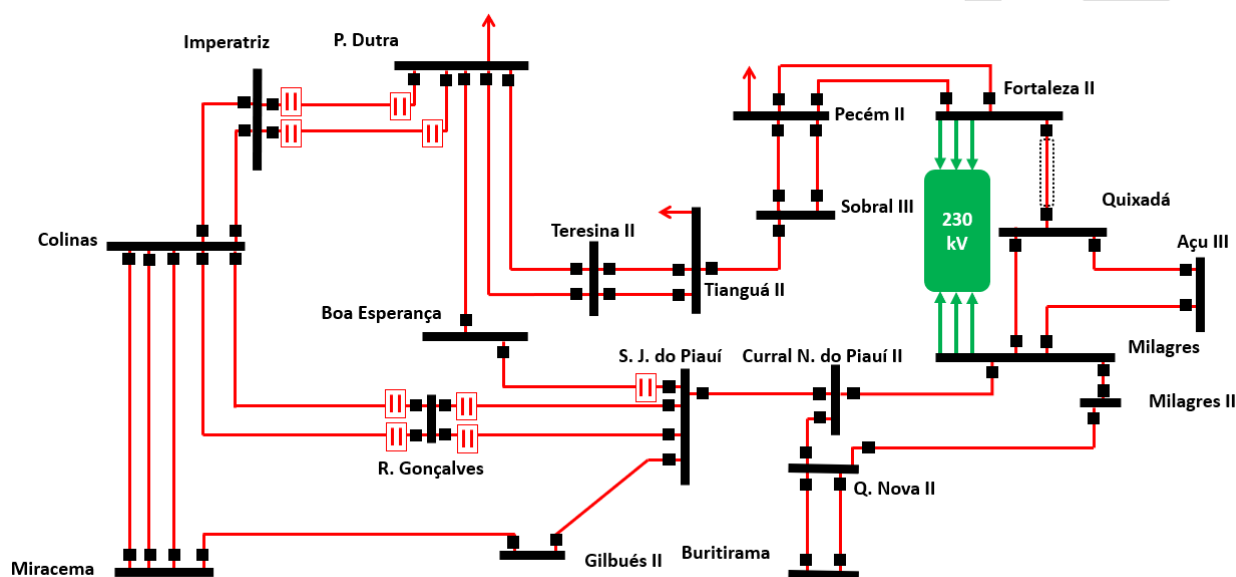 Imperatriz
P. Dutra
Fortaleza II
Pecém II
Quixadá
Sobral III
230
kV
Açu III
Colinas
Teresina II
Tianguá II
Boa Esperança
S. J. do Piauí
Curral N. do Piauí II
Milagres
Milagres II
R. Gonçalves
Q. Nova II
Miracema
Gilbués II
Buritirama